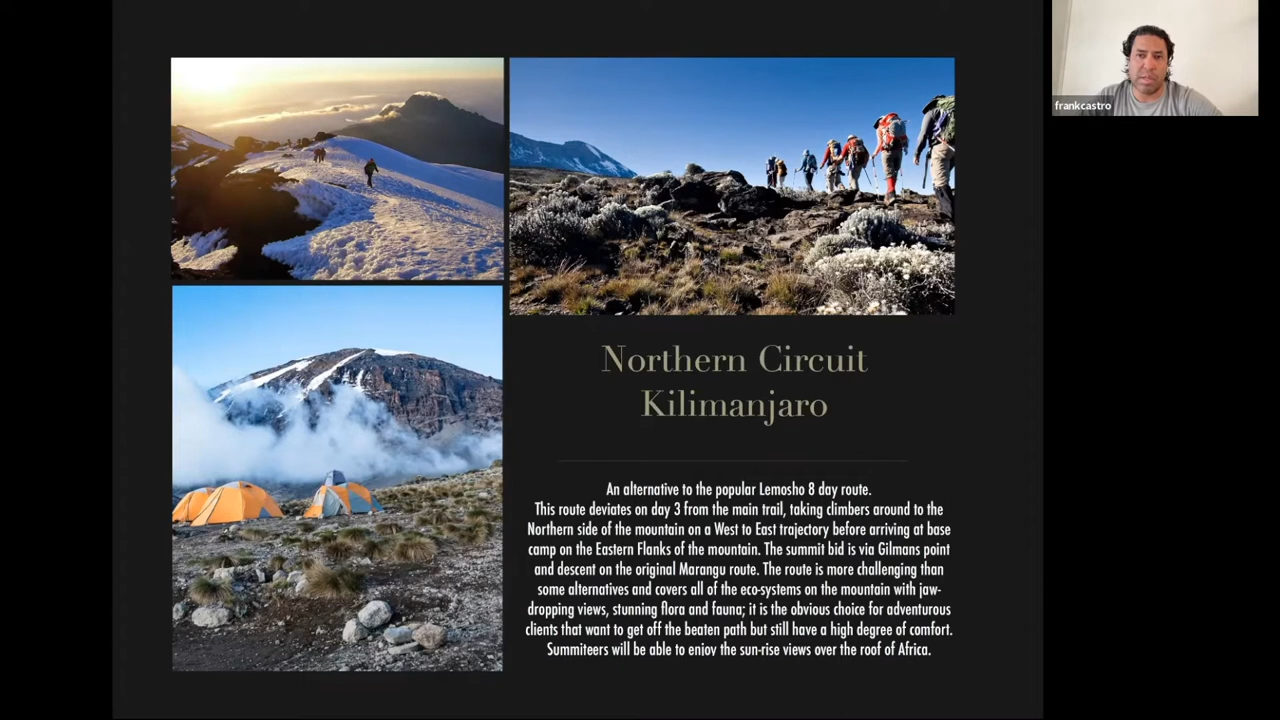 frankcastro
Northern Circuit
Kilimanjaro
An alternative to the popular Lemosho 8 day route.
This route deviates on day 3 from the main trail, taking climbers around to the
Northern side of the mountain on a West to East trajectory before arriving at base
camp on the Eastern Flanks of the mountain. The summit bid is via Gilmans point
and descent on the original Marangu route. The route is more challenging than
some alternatives and covers all of the eco-systems on the mountain with jaw-
dropping views, stunning flora and fauna; it is the obvious choice for adventurous
clients that want to get off the beaten path but still have a high degree of comfort.
Summiteers will be able to enjoy the sun-rise views over the roof of Africa.